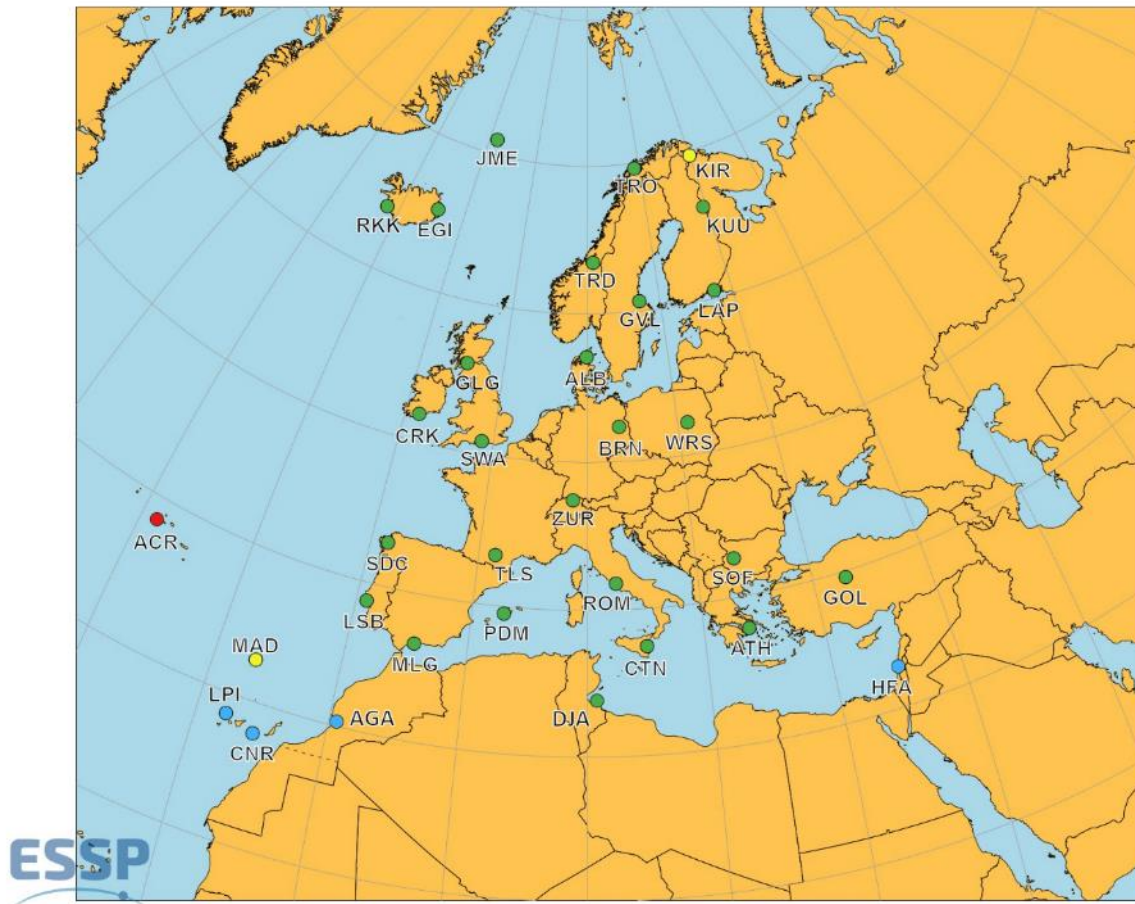 JME
TRO
KIR
RKK
EGI
KUU
TRD
GVL
LAP
GLG
ALB
CRK
SWA
BRN
WRS
ZUR
ACR
SDC
TLS
SOF
ROM
GOL
LSB
PDM
MAD
MLG
CTN
ATH
HFA
LPI
AGA
DJA
CNR
ESSP